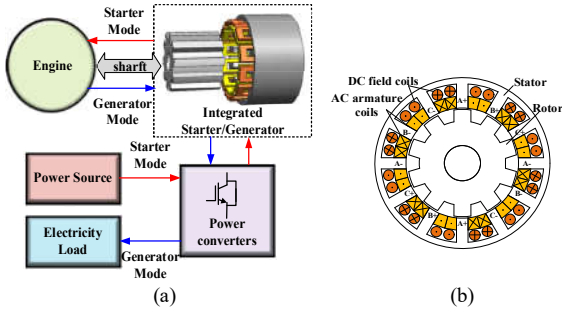 Starter
Mode
Engine
sharft
Generator
Mode
Integrated
Starter/Generator
Starter
Mode
Power Source
Power
converters
Electricity
Load
Generator
Mode
(a)
DC field coils
AC armature
coils
Stator
Rotor
A+
B+
C+
A-
B-
C-
A+
B+
C+
A-
B-
C-
(b)